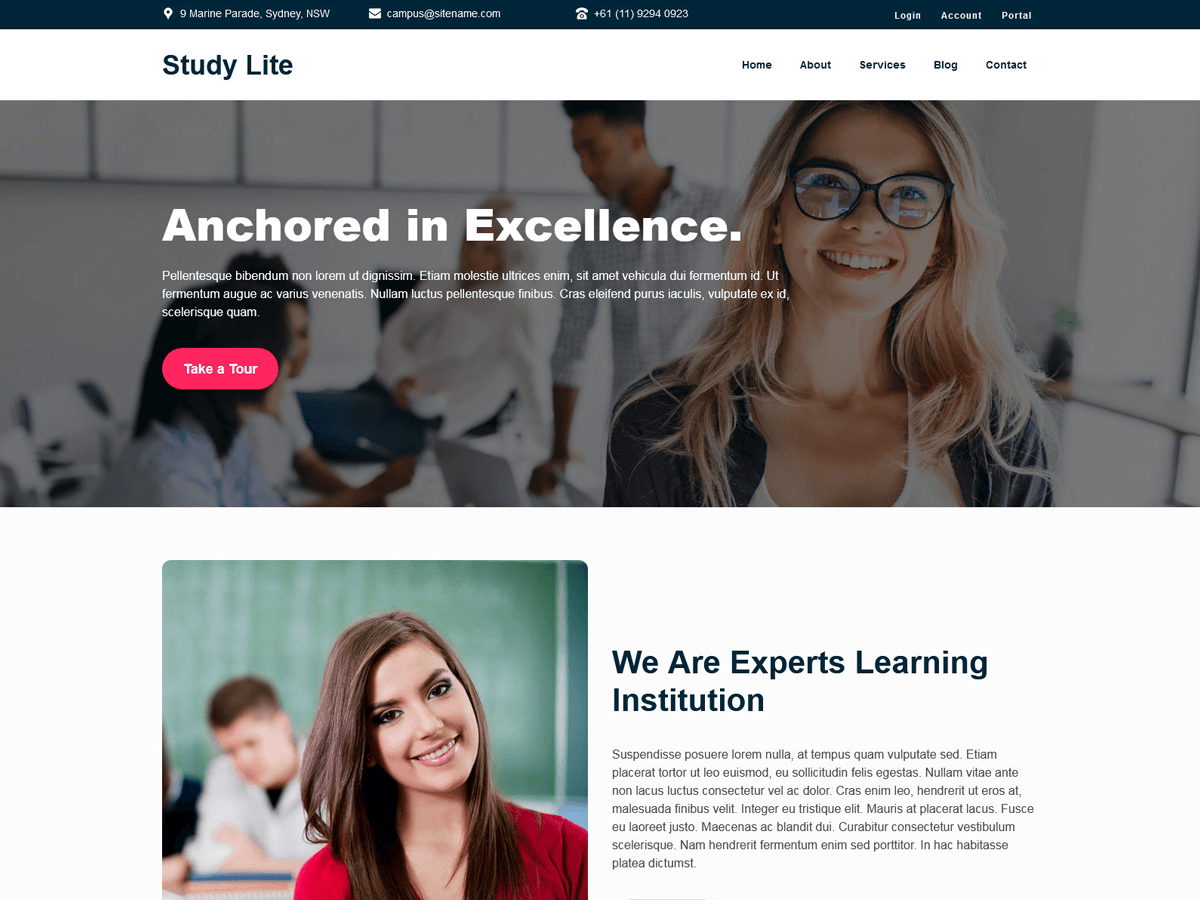 9 Marine Parade, Sydney, NSW campus@sitename.com +61 (11) 9294 0923 Login Account Portal
Study Lite Home About Services Blog Contact
Anchored in Excellence.
Pellentesque bibendum non lorem ut dignissim. Etiam molestie ultrices enim, sit amet vehicula dui fermentum id. Ut
fermentum augue ac varius venenatis. Nullam luctus pellentesque finibus. Cras eleifend purus iaculis, vulputate ex id,
scelerisque quam.
Take a Tour
We Are Experts Learning
Institution
Suspendisse posuere lorem nulla, at tempus quam vulputate sed. Etiam
placerat tortor ut leo euismod, eu sollicitudin felis egestas. Nullam vitae ante
non lacus luctus consectetur vel ac dolor. Cras enim leo, hendrerit ut eros at,
malesuada finibus velit. Integer eu tristique elit. Mauris at placerat lacus. Fusce
eu laoreet justo. Maecenas ac blandit dui. Curabitur consectetur vestibulum
scelerisque. Nam hendrerit fermentum enim sed porttitor. In hac habitasse
platea dictumst.